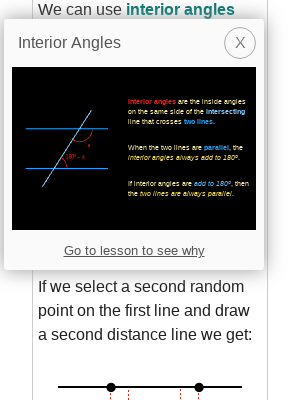 We can use interior angles
Interior Angles
X
Interior angles are the inside angles
on the same side of the intersecting
line that crosses two lines.
When the two lines are parallel, the
interior angles always add to 180º.
If interior angles are add to 180º, then
the two lines are always parallel.
180º - x
x
Go to lesson to see why
If we select a second random
point on the first line and draw
a second distance line we get: